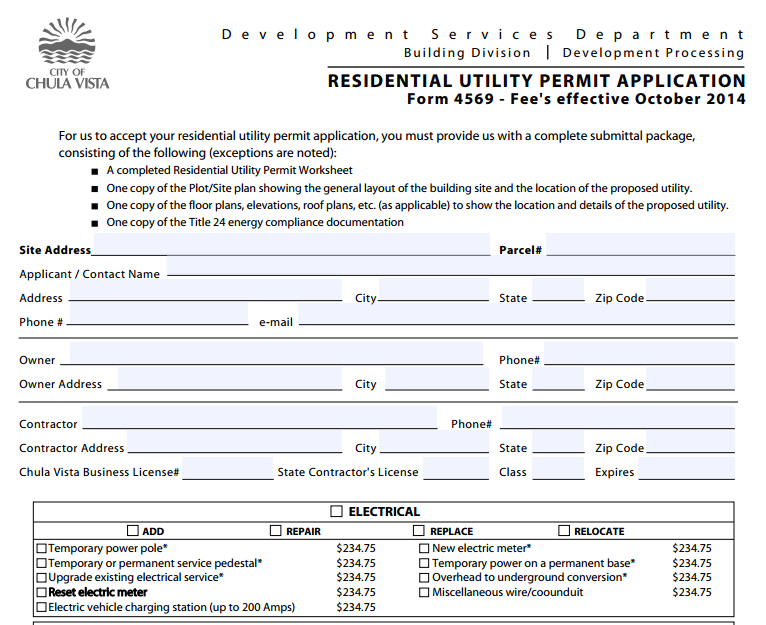 CITY OF
CHULA VISTA
Development Services Department
Building Division | Development Processing
RESIDENTIAL UTILITY PERMIT APPLICATION
Form 4569 - Fee's effective October 2014
For us to accept your residential utility permit application, you must provide us with a complete submittal package,
consisting of the following (exceptions are noted):
■ A completed Residential Utility Permit Worksheet
■ One copy of the Plot/Site plan showing the general layout of the building site and the location of the proposed utility.
■ One copy of the floor plans, elevations, roof plans, etc. (as applicable) to show the location and details of the proposed utility.
■ One copy of the Title 24 energy compliance documentation
Site Address Parcel#
Applicant / Contact Name
Address City State Zip Code
Phone # e-mail
Owner Phone#
Owner Address City State Zip Code
Contractor Phone#
Contractor Address City State Zip Code
Chula Vista Business License# State Contractor's License Class Expires
ELECTRICAL
ADD REPAIR REPLACE RELOCATE
Temporary power pole* $234.75 New electric meter* $234.75
Temporary or permanent service pedestal* $234.75 Temporary power on a permanent base* $234.75
Upgrade existing electrical service* $234.75 Overhead to underground conversion* $234.75
Reset electric meter $234.75 Miscellaneous wire/coounduit $234.75
Electric vehicle charging station (up to 200 Amps) $234.75